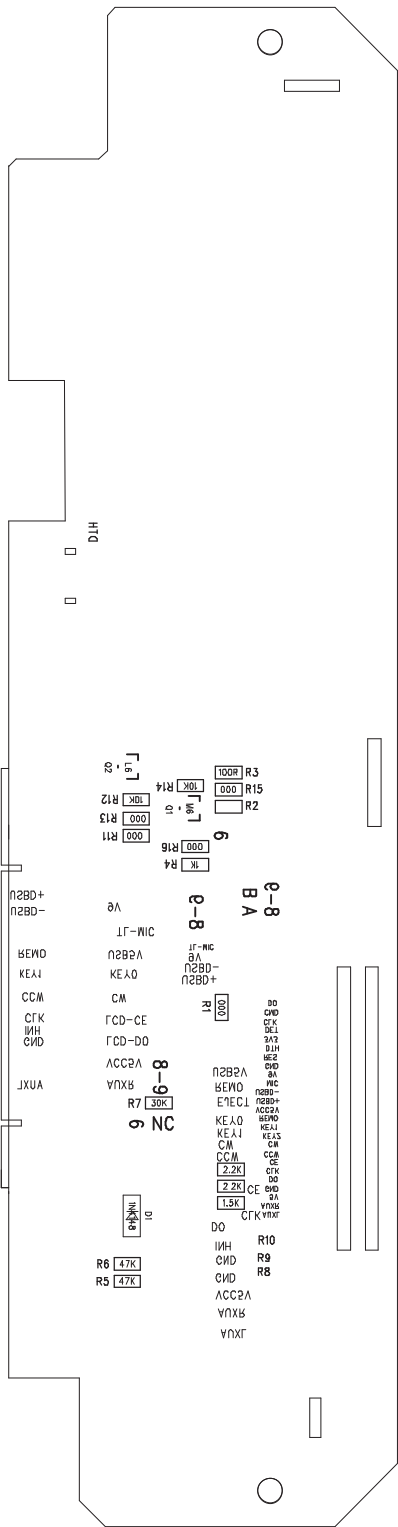 DTH
L6
Q2
100R R3
10K R14
000 R15
10K R12
M6
Q1
R2
000 R13
000 R11
6
000 R16
1K R4
USBD+
USBD-
9V
9-8
B A
9-8
TL-MIC
TL-MIC
9V
USBD-
USBD+
REMO
USB5V
KEY1
KEY0
CCW
CW
R1 000
CLK
INH
GND
LCD-CE
LCD-DO
DO
GND
CLK
DET
3V3
DTH
RES
GND
9V
MIC
USBD-
USBD+
VCC5V
REMO
KEY1
KEY2
CW
CCW
CE
CLK
DO
GND
5V
AUXR
AUXL
VCC5V
8-9
AUXL
AUXR
R7 30K
6 NC
USB5V
REMO
EJECT
KEY0
KEY1
CW
CCW
2.2K
2 2K CE
1.5K
CLK
D1
DO
INH
R10
GND
R9
GND
R8
R6 47K
R5 47K
VCC5V
AUXR
AUXL